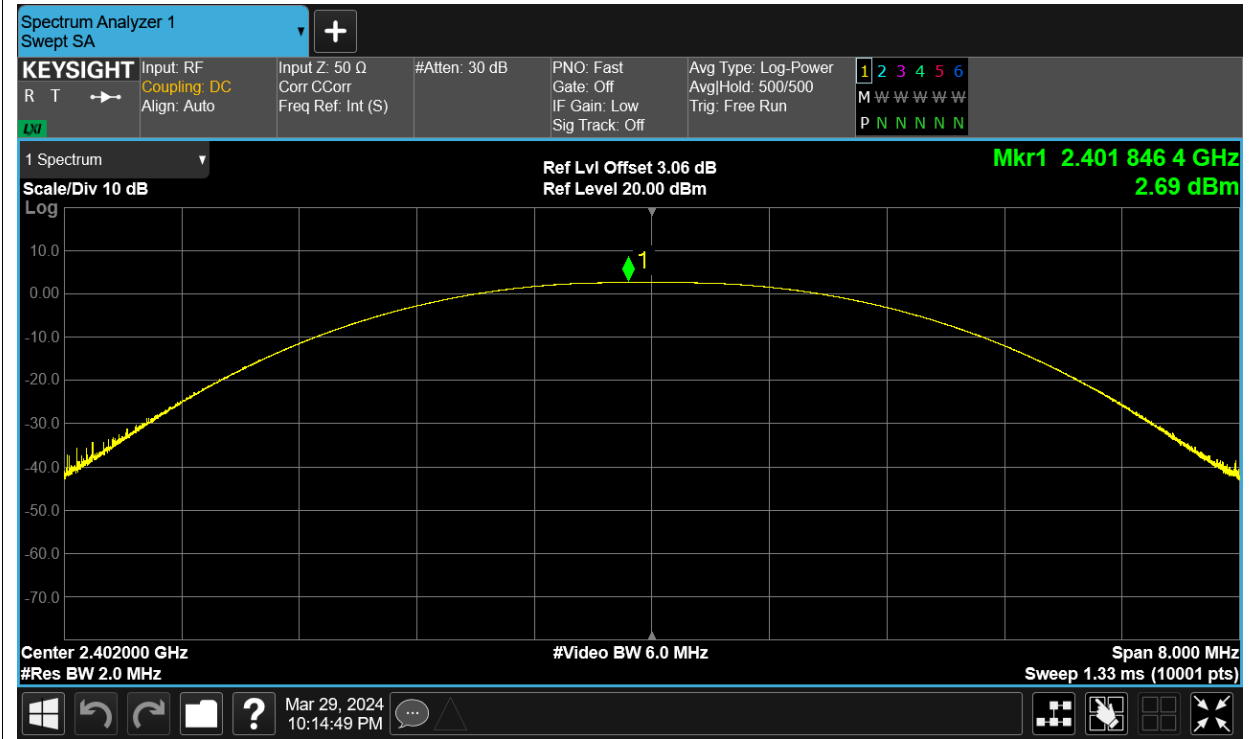 Spectrum Analyzer 1
Swept SA
KEYSIGHT
R T
LXI
Input: RF
Coupling: DC
Align: Auto
Input Z: 50 Ω
Corr CCorr
Freq Ref: Int (S)
#Atten: 30 dB
PNO: Fast
Gate: Off
IF Gain: Low
Sig Track: Off
Avg Type: Log-Power
Avg|Hold: 500/500
Trig: Free Run
1 2 3 4 5 6
M W W W W W
P N N N N N
1 Spectrum
Scale/Div 10 dB
Ref Lvl Offset 3.06 dB
Ref Level 20.00 dBm
Mkr1 2.401 846 4 GHz
2.69 dBm
Log
1
10.0
0.00
-10.0
-20.0
-30.0
-40.0
-50.0
-60.0
-70.0
Center 2.402000 GHz
#Res BW 2.0 MHz
#Video BW 6.0 MHz
Span 8.000 MHz
Sweep 1.33 ms (10001 pts)
?
Mar 29, 2024
10:14:49 PM